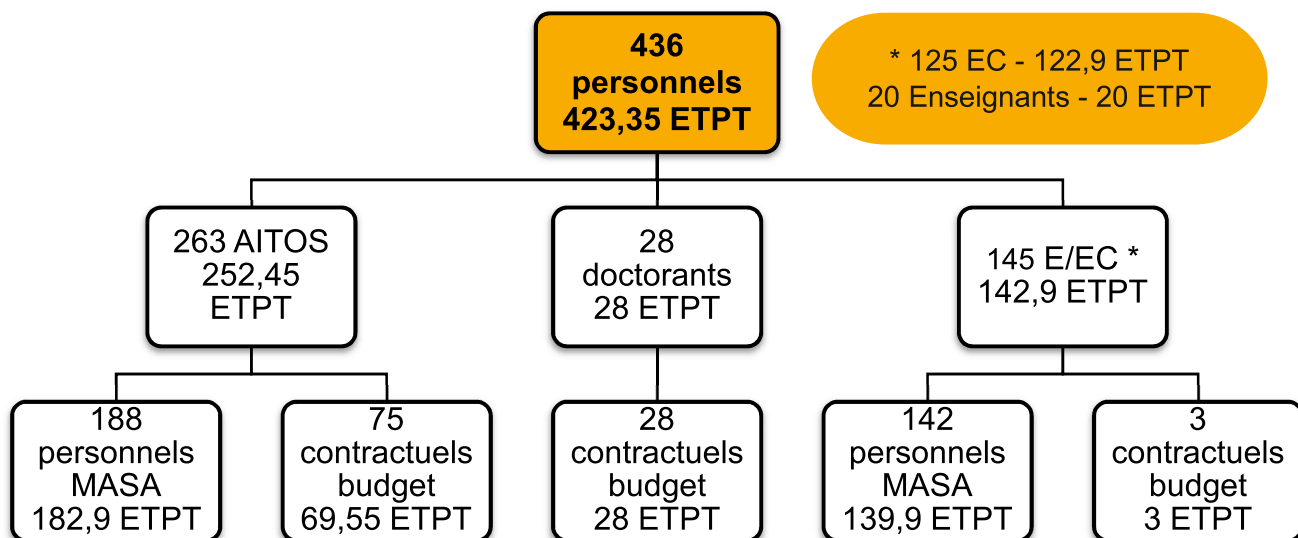 436
personnels
423,35 ETPT
* 125 EC - 122,9 ETPT
20 Enseignants - 20 ETPT
263 AITOS
252,45
ETPT
28
doctorants
28 ETPT
145 E/EC *
142,9 ETPT
188
personnels
MASA
182,9 ETPT
75
contractuels
budget
69,55 ETPT
28
contractuels
budget
28 ETPT
142
personnels
MASA
139,9 ETPT
3
contractuels
budget
3 ETPT